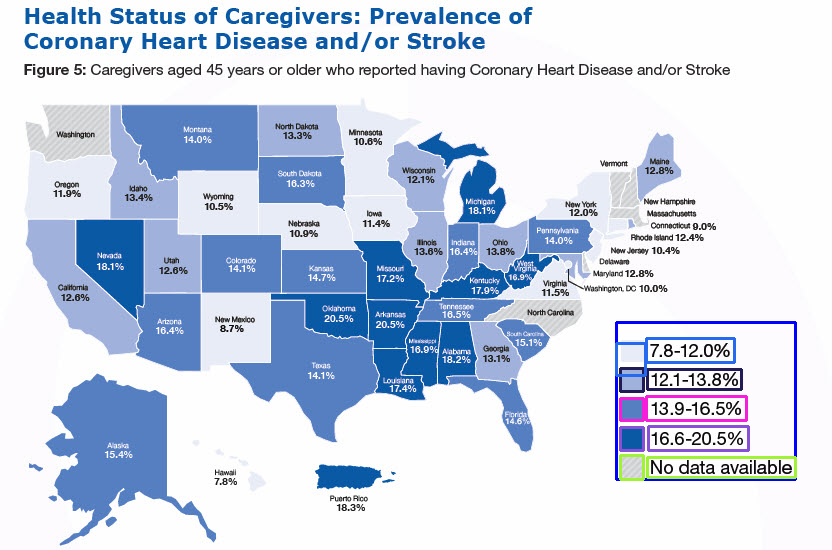 Health Status of Caregivers: Prevalence of
Coronary Heart Disease and/or Stroke
Figure 5: Caregivers aged 45 years or older who reported having Coronary Heart Disease and/or Stroke
Washington
Montana
14.0%
North Dakota
13.3%
Minnesota
10.6%
Oregon
11.9%
Idaho
13.4%
Wyoming
10.5%
South Dakota
16.3%
Wisconsin
12.1%
Michigan
18.1%
Vermont
Maine
12.8%
New York
12.0%
New Hampshire
Massachusetts
Connecticut 9.0%
Rhode Island 12.4%
New Jersey 10.4%
Delaware
Maryland 12.8%
Washington, DC 10.0%
Nevada
18.1%
Utah
12.6%
Colorado
14.1%
Nebraska
10.9%
Iowa
11.4%
Illinois
13.6%
Indiana
16.4%
Ohio
13.8%
Pennsylvania
14.0%
California
12.6%
Kansas
14.7%
Missouri
17.2%
Kentucky
17.9%
West
Virginia
16.9%
Virginia
11.5%
Arizona
16.4%
New Mexico
8.7%
Oklahoma
20.5%
Arkansas
20.5%
Tennessee
16.5%
North Carolina
South Carolina
15.1%
Texas
14.1%
Louisiana
17.4%
Mississippi
16.9%
Alabama
18.2%
Georgia
13.1%
Florida
14.6%
Alaska
15.4%
Hawaii
7.8%
Puerto Rico
18.3%
7.8-12.0%
12.1-13.8%
13.9-16.5%
16.6-20.5%
No data available